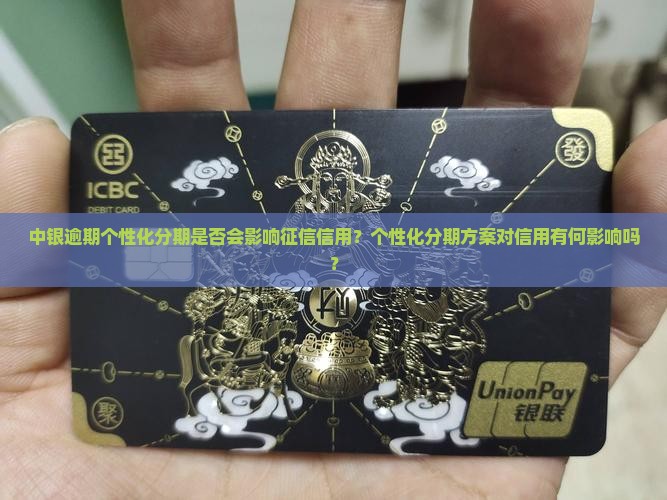 發
ICBC
DEBIT CARD
中银逾期个性化分期是否会影响征信信用？个性化分期方案对信用有何影响吗
？
财
聚
UnionPay
银联